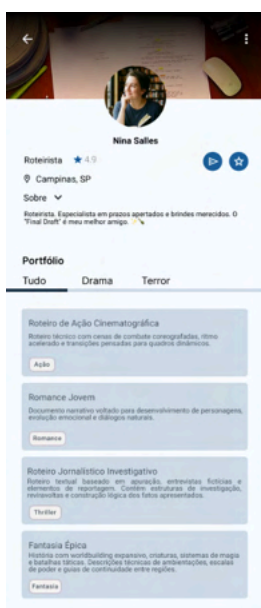 Nina Salles
Roteirista ★ 4.9
Campinas, SP
Sobre
Roteirista. Especialista em prazos apertados e brindes merecidos. O
"Final Draft" é meu melhor amigo.
Portfólio
Tudo Drama Terror
Roteiro de Ação Cinematográfica
Roteiro técnico com cenas de combate coreografadas, ritmo
acelerado e transições pensadas para quadros dinâmicos.
Ação
Romance Jovem
Documento narrativo voltado para desenvolvimento de personagens,
evolução emocional e diálogos naturais.
Romance
Roteiro Jornalístico Investigativo
Roteiro textual baseado em apuração, entrevistas fictícias e
elementos de reportagem. Contém estruturas de investigação,
reviravoltas e construção lógica dos fatos apresentados.
Thriller
Fantasia Épica
História com worldbuilding expansivo, criaturas, sistemas de magia
e batalhas táticas. Descrições técnicas de ambientações, escalas
de poder e guias de continuidade entre regiões.
Fantasia